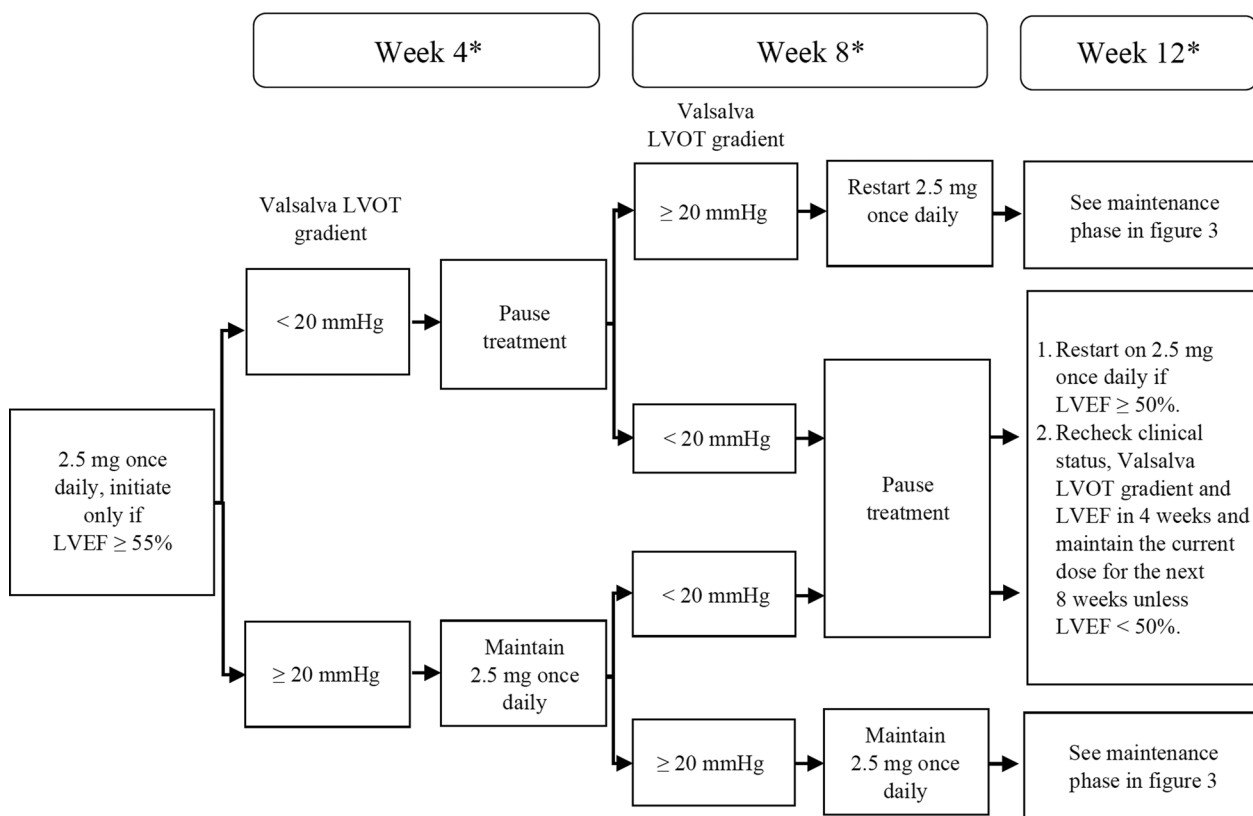 Week 4*
Week 8*
Week 12*
Valsalva LVOT
gradient
Valsalva
LVOT gradient
2.5 mg once
daily, initiate
only if
LVEF ≥ 55%
< 20 mmHg
Pause
treatment
≥ 20 mmHg
Restart 2.5 mg
once daily
See maintenance
phase in figure 3
< 20 mmHg
Pause
treatment
1. Restart on 2.5 mg
once daily if
LVEF ≥ 50%.
2. Recheck clinical
status, Valsalva
LVOT gradient and
LVEF in 4 weeks and
maintain the current
dose for the next
8 weeks unless
LVEF < 50%.
≥ 20 mmHg
Maintain
2.5 mg once
daily
< 20 mmHg
≥ 20 mmHg
Maintain
2.5 mg once
daily
See maintenance
phase in figure 3